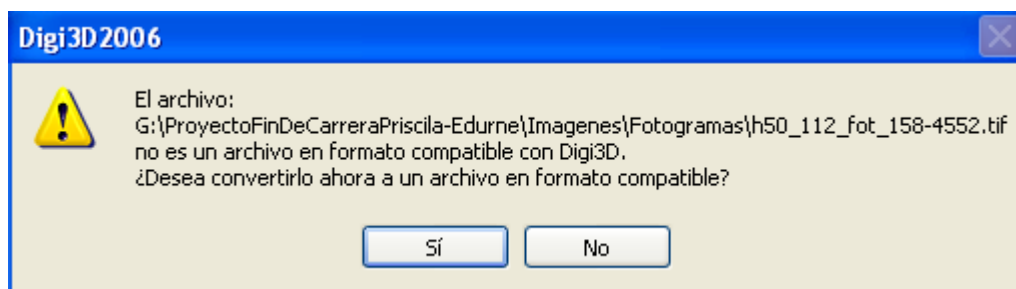 Digi3D2006
El archivo:
G:\ProyectoFinDeCarreraPriscila-Edurne\Imagenes\Fotogramas\h50_112_fot_158-4552.tif
no es un archivo en formato compatible con Digi3D.
¿Desea convertirlo ahora a un archivo en formato compatible?
Sí
No